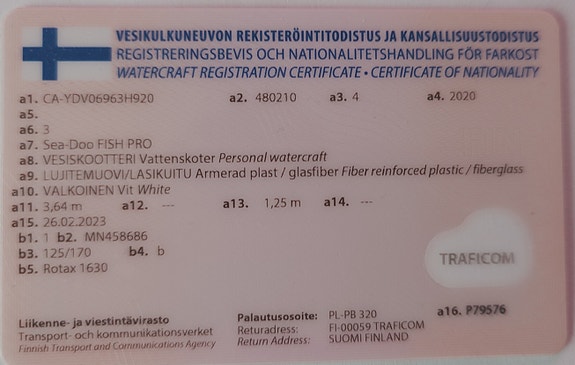 VESIKULKUNEUVON REKISTERÖINTITODISTUS JA KANSALLISUUSTODISTUS
REGISTRERINGSBEVIS OCH NATIONALITETSHANDLING FÖR FARKOST
WATERCRAFT REGISTRATION CERTIFICATE • CERTIFICATE OF NATIONALITY
a1. CA-YDV06963H920 a2. 480210 a3. 4 a4. 2020
a5.
a6. 3
a7. Sea-Doo FISH PRO
a8. VESISKOOTTERI Vattenskoter Personal watercraft
a9. LUJITEMUOVI/LASIKUITU Armerad plast / glasfiber Fiber reinforced plastic / fiberglass
a10. VALKOINEN Vit White
a11. 3,64 m a12. --- a13. 1,25 m a14. ---
a15. 26.02.2023
b1. 1 b2. MN458686
b3. 125/170 b4. b
b5. Rotax 1630
TRAFICOM
a16. P79576
Liikenne- ja viestintävirasto
Transport- och kommunikationsverket
Finnish Transport and Communications Agency
Palautusosoite: PL-PB 320
Returadress: FI-00059 TRAFICOM
Return Address: SUOMI FINLAND